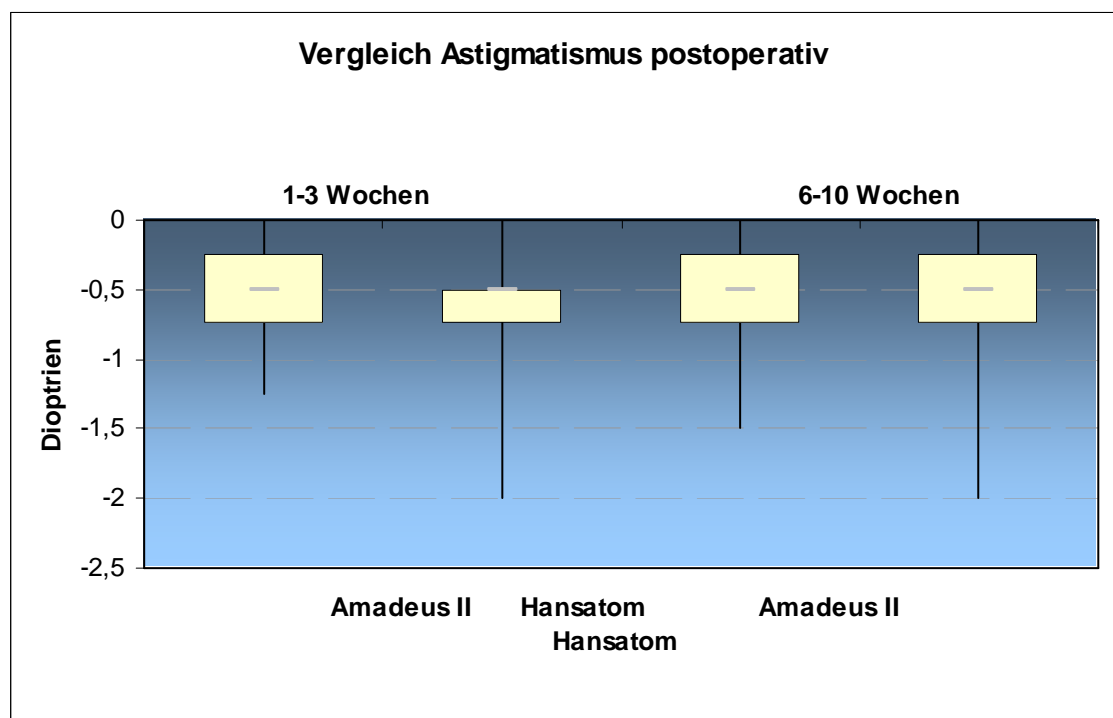 Vergleich Astigmatismus postoperativ
1-3 Wochen 6-10 Wochen
0
-0,5
-1
-1,5
-2
-2,5
Dioptrien
Amadeus II Hansatom Amadeus II
Hansatom